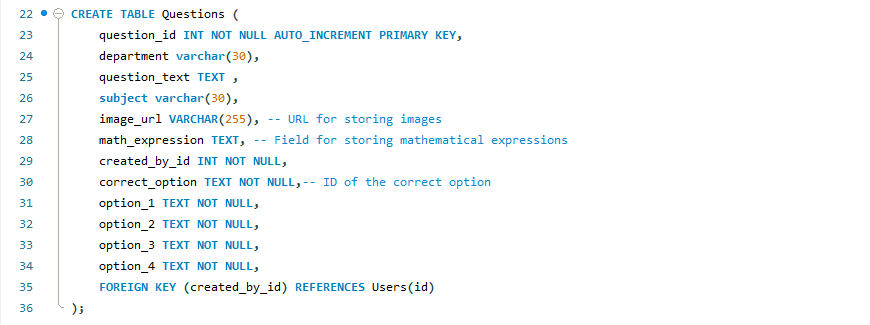 22 CREATE TABLE Questions (
23 question_id INT NOT NULL AUTO_INCREMENT PRIMARY KEY,
24 department varchar(30),
25 question_text TEXT ,
26 subject varchar(30),
27 image_url VARCHAR(255), -- URL for storing images
28 math_expression TEXT, -- Field for storing mathematical expressions
29 created_by_id INT NOT NULL,
30 correct_option TEXT NOT NULL,-- ID of the correct option
31 option_1 TEXT NOT NULL,
32 option_2 TEXT NOT NULL,
33 option_3 TEXT NOT NULL,
34 option_4 TEXT NOT NULL,
35 FOREIGN KEY (created_by_id) REFERENCES Users(id)
36 );